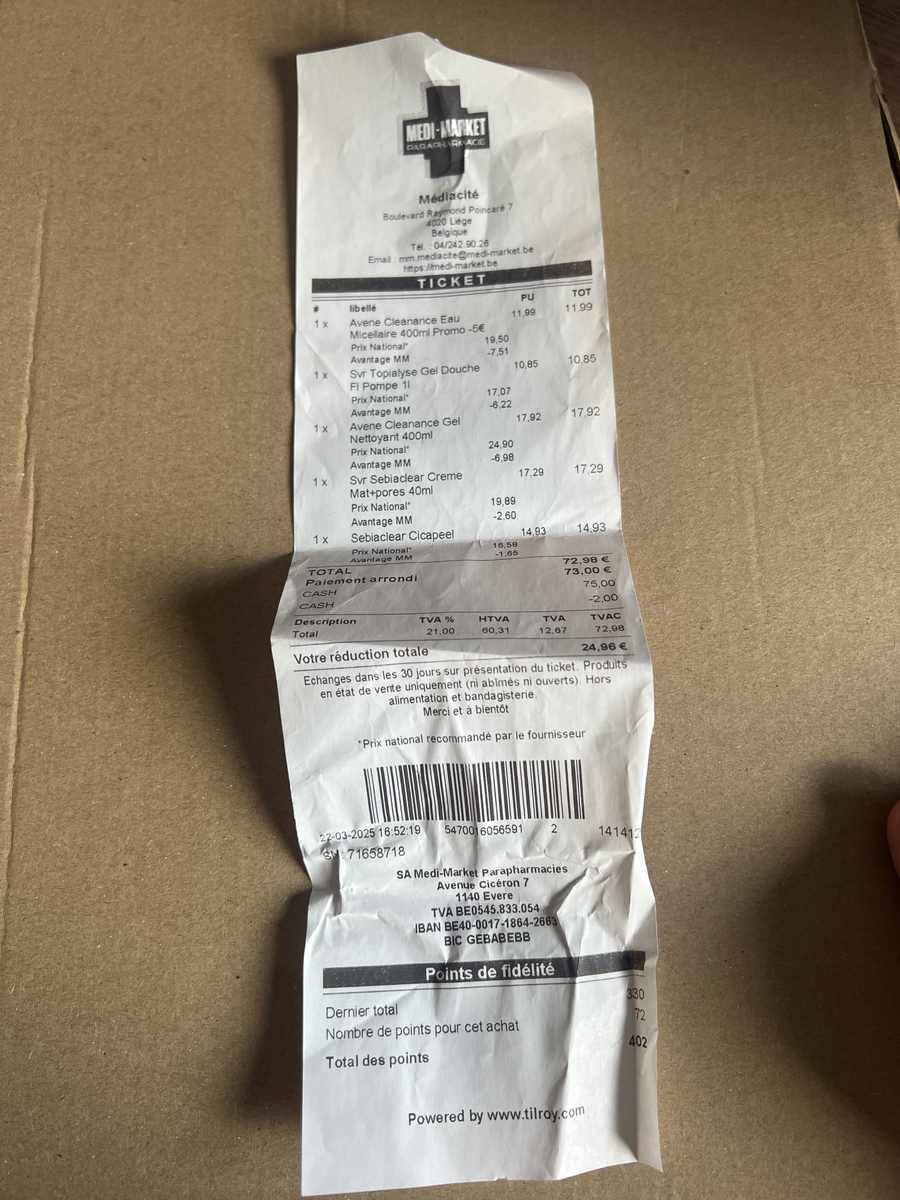 MEDI-MARKET
PARAPHARMACIE
Médiacité
Boulevard Raymond Poincaré 7
4020 Liège
Belgique
Tél. : 04/242.90.26
Email : mm.mediacite@medi-market.be
https://medi-market.be
TICKET
# libellé PU TOT
1 x Avene Cleanance Eau 11,99 11,99
Micellaire 400ml Promo -5€
Prix National* 19,50
Avantage MM -7,51
1 x Svr Topialyse Gel Douche 10,85 10,85
Fl Pompe 1l
Prix National* 17,07
Avantage MM -6,22
1 x Avene Cleanance Gel 17,92 17,92
Nettoyant 400ml
Prix National* 24,90
Avantage MM -6,98
1 x Svr Sebiaclear Creme 17,29 17,29
Mat+pores 40ml
Prix National* 19,89
Avantage MM -2,60
1 x Sebiaclear Cicapeel 14,93 14,93
Prix National* 16,58
Avantage MM -1,65
TOTAL 72,98 €
Paiement arrondi 73,00 €
CASH 75,00
CASH -2,00
Description TVA % HTVA TVA TVAC
Total 21,00 60,31 12,67 72,98
Votre réduction totale 24,96 €
Echanges dans les 30 jours sur présentation du ticket. Produits
en état de vente uniquement (ni abîmés ni ouverts). Hors
alimentation et bandagisterie.
Merci et à bientôt
*Prix national recommandé par le fournisseur
22-03-2025 16:52:19 5470016056591 2 141412
SN: 71658718
SA Medi-Market Parapharmacies
Avenue Cicéron 7
1140 Evere
TVA BE0545.833.054
IBAN BE40-0017-1864-2663
BIC GEBABEBB
Points de fidélité
Dernier total 330
Nombre de points pour cet achat 72
Total des points 402
Powered by www.tilroy.com